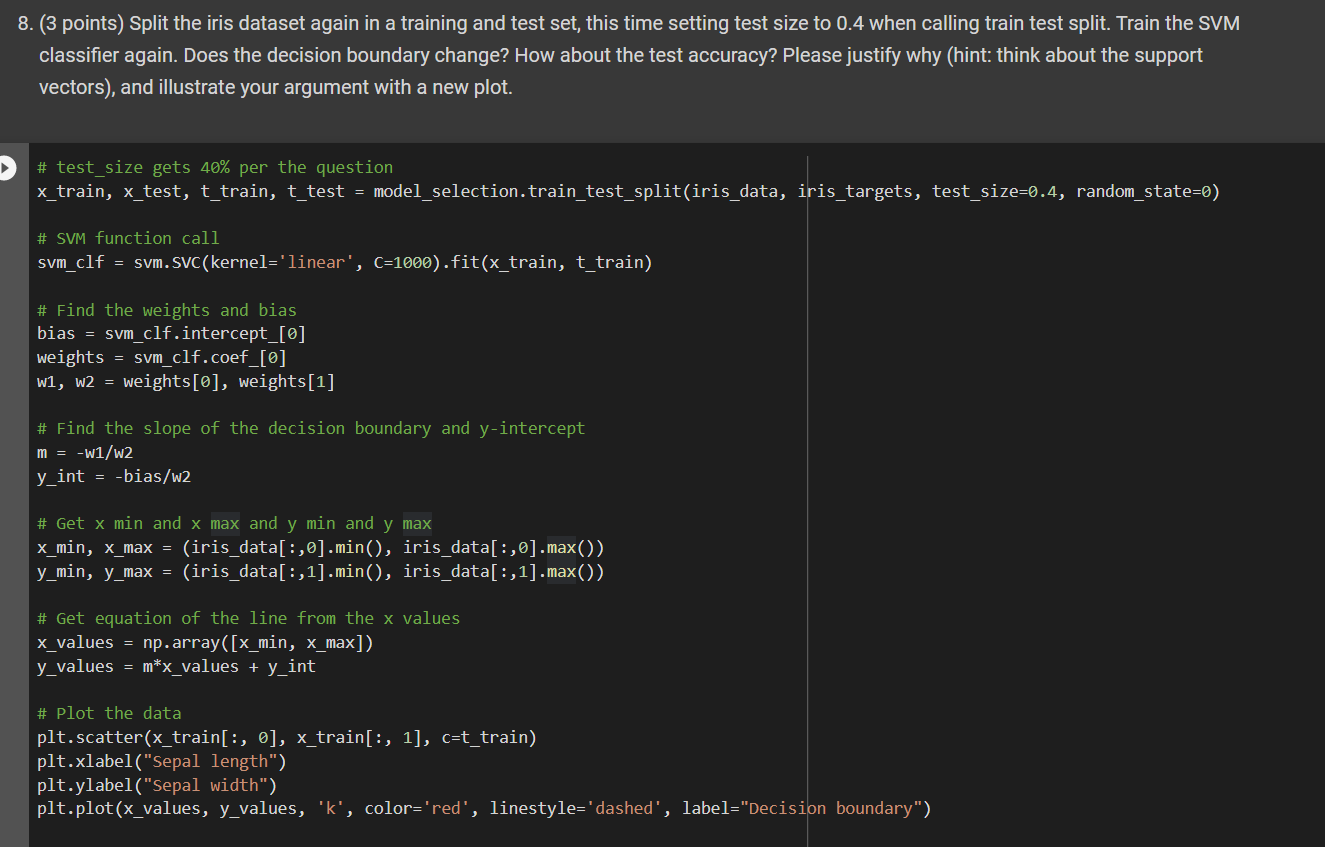 8. (3 points) Split the iris dataset again in a training and test set, this time setting test size to 0.4 when calling train test split. Train the SVM
classifier again. Does the decision boundary change? How about the test accuracy? Please justify why (hint: think about the support
vectors), and illustrate your argument with a new plot.
# test_size gets 40% per the question
x_train, x_test, t_train, t_test = model_selection.train_test_split(iris_data, iris_targets, test_size=0.4, random_state=0)
# SVM function call
svm_clf = svm.SVC(kernel='linear', C=1000).fit(x_train, t_train)
# Find the weights and bias
bias = svm_clf.intercept_[0]
weights = svm_clf.coef_[0]
w1, w2 = weights[0], weights[1]
# Find the slope of the decision boundary and y-intercept
m = -w1/w2
y_int = -bias/w2
# Get x min and x max and y min and y max
x_min, x_max = (iris_data[:,0].min(), iris_data[:,0].max())
y_min, y_max = (iris_data[:,1].min(), iris_data[:,1].max())
# Get equation of the line from the x values
x_values = np.array([x_min, x_max])
y_values = m*x_values + y_int
# Plot the data
plt.scatter(x_train[:, 0], x_train[:, 1], c=t_train)
plt.xlabel("Sepal length")
plt.ylabel("Sepal width")
plt.plot(x_values, y_values, 'k', color='red', linestyle='dashed', label="Decision boundary")